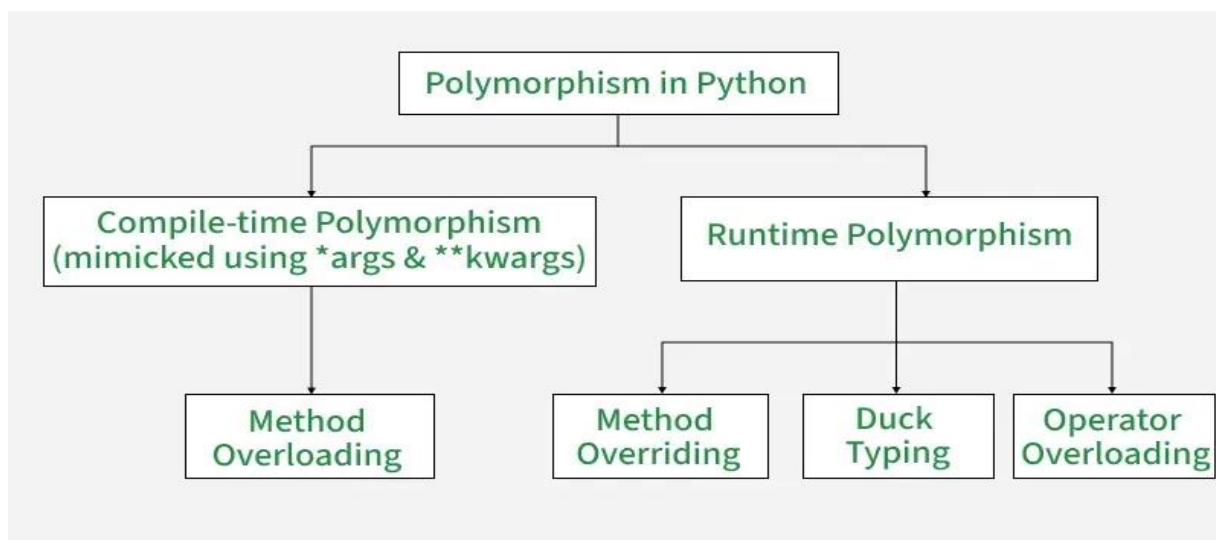 Polymorphism in Python
Compile-time Polymorphism
(mimicked using *args & **kwargs)
Runtime Polymorphism
Method
Overloading
Method
Overriding
Duck
Typing
Operator
Overloading